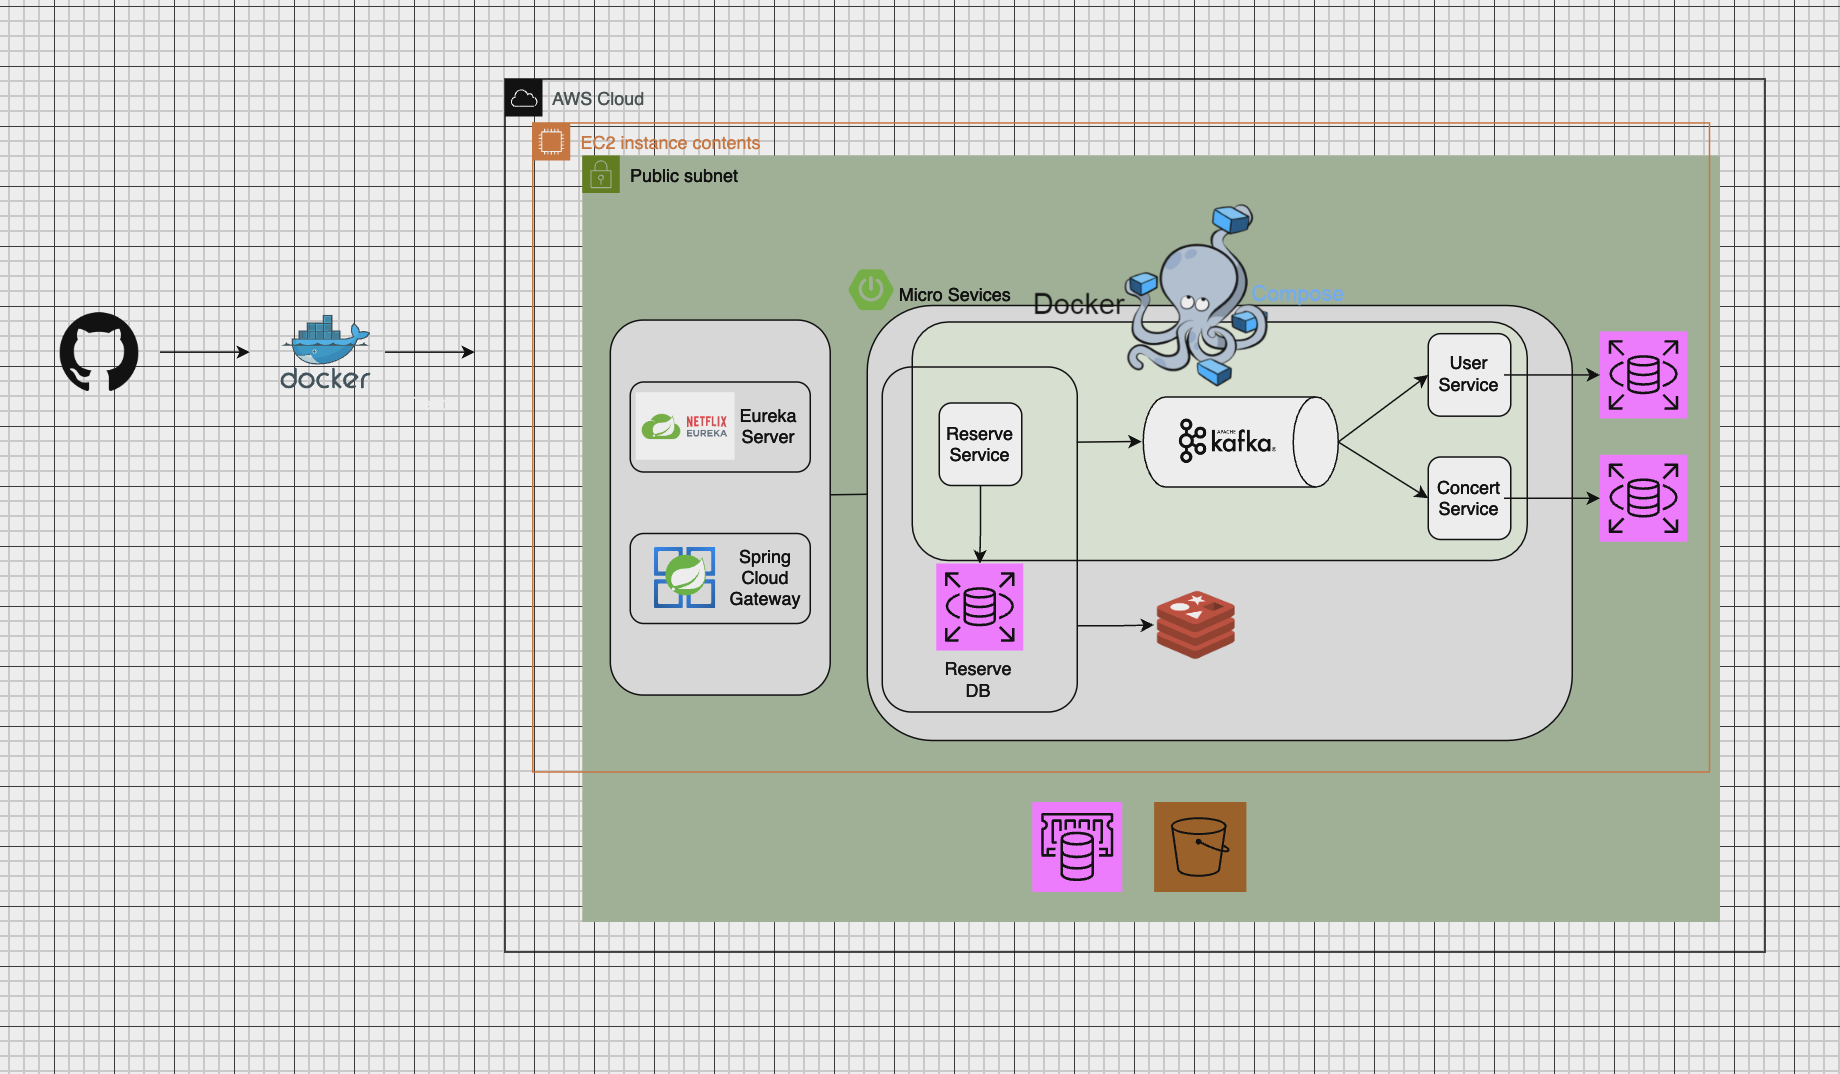 AWS Cloud
EC2 instance contents
Public subnet
Micro Sevices
Docker
Compose
docker
NETFLIX
EUREKA
Eureka
Server
Spring
Cloud
Gateway
Reserve
Service
APACHE
kafka®
User
Service
Concert
Service
Reserve
DB